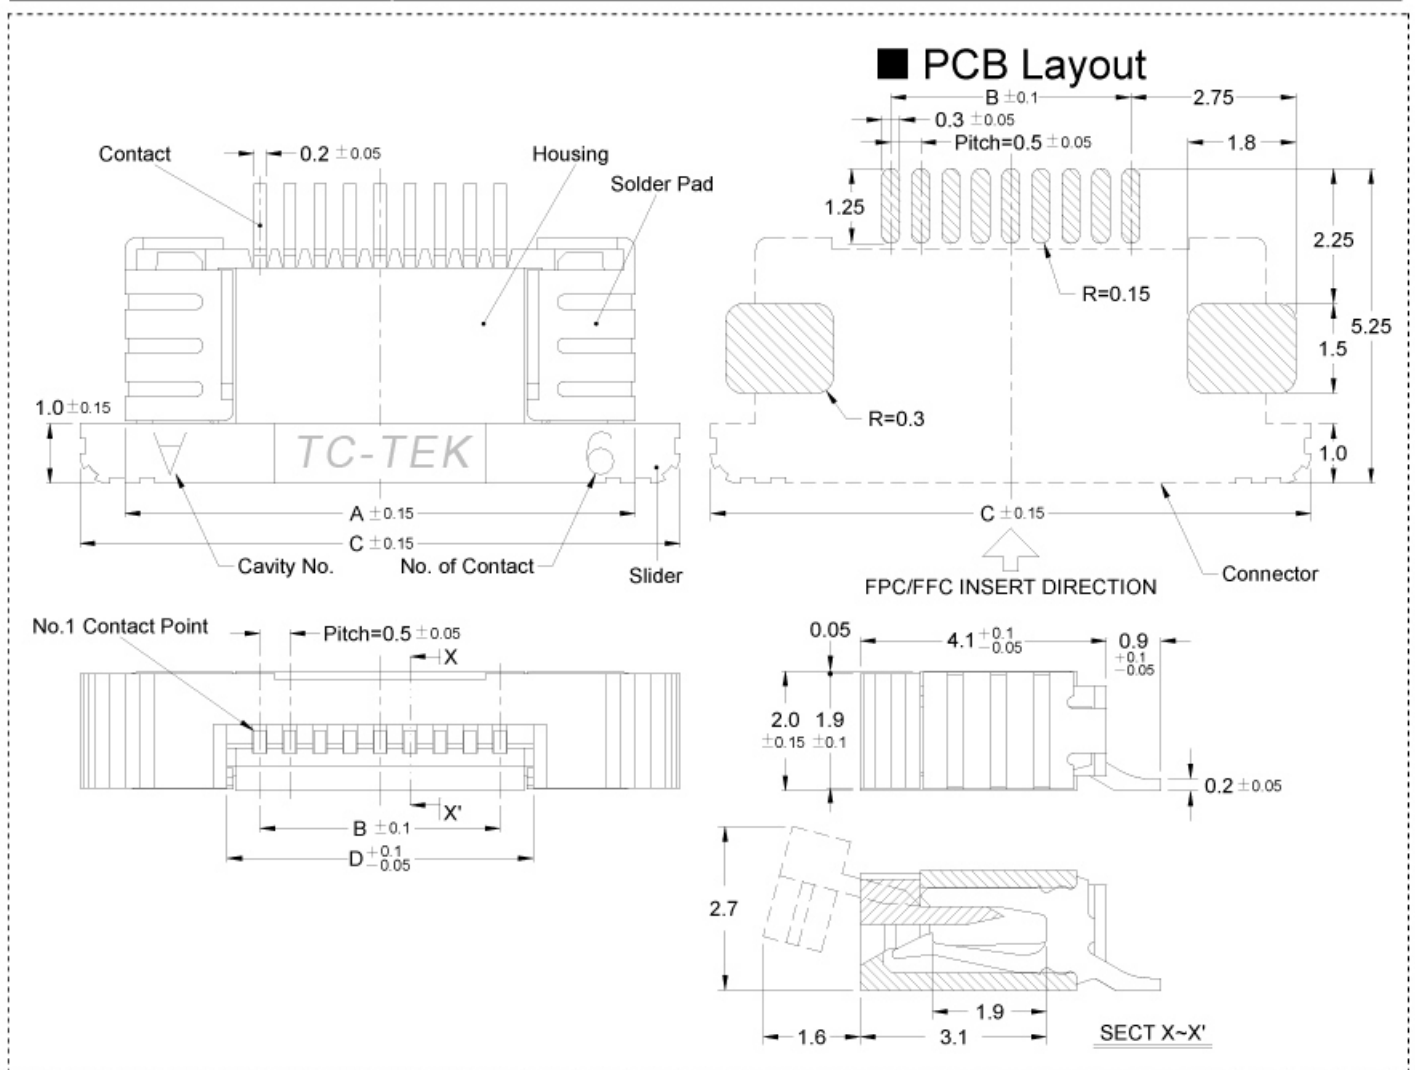 ■ PCB Layout
B ±0.1
2.75
0.3 ±0.05
Pitch=0.5 ±0.05
1.8
1.25
2.25
R=0.15
5.25
1.5
R=0.3
1.0
C ±0.15
FPC/FFC INSERT DIRECTION
Connector
Contact
0.2 ±0.05
Housing
Solder Pad
1.0 ±0.15
TC-TEK
A ±0.15
C ±0.15
Cavity No.
No. of Contact
Slider
No.1 Contact Point
Pitch=0.5 ±0.05
X
X'
B ±0.1
D +0.1 -0.05
0.05
4.1 +0.1 -0.05
0.9
+0.1
-0.05
2.0 1.9
±0.15 ±0.1
0.2 ±0.05
2.7
1.9
1.6
3.1
SECT X~X'